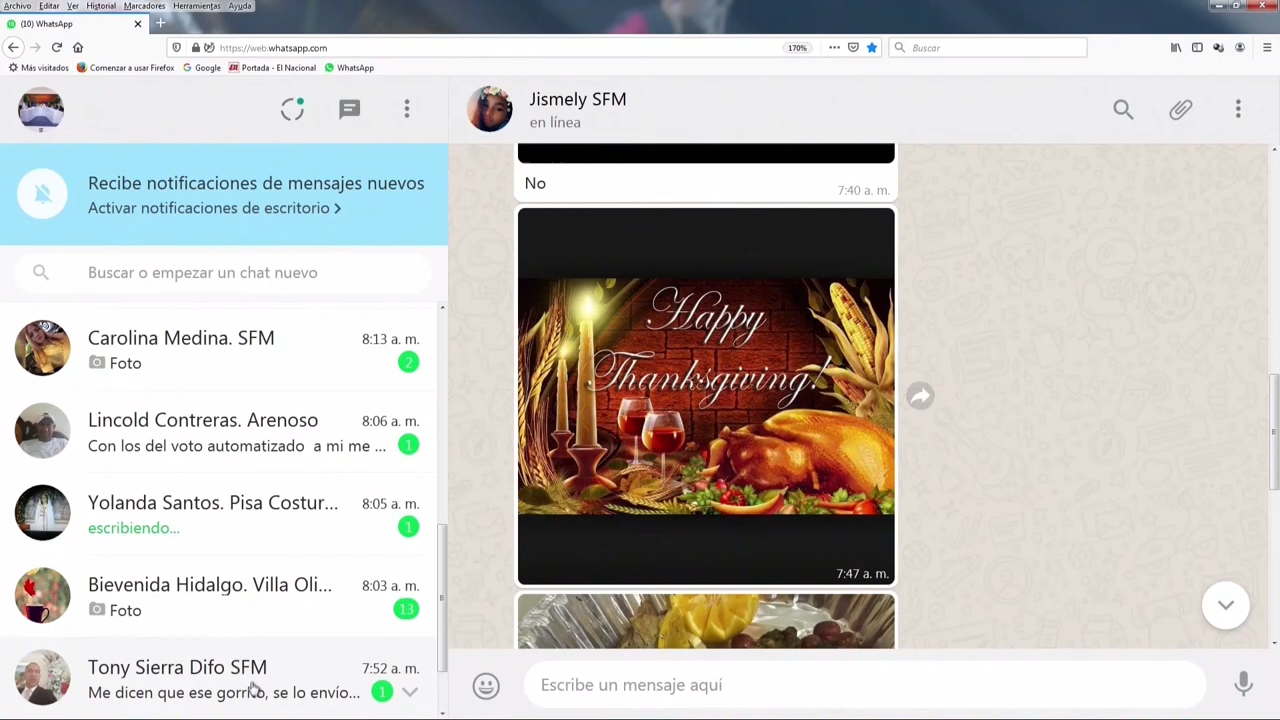 Archivo Editar Ver Historial Marcadores Herramientas Ayuda
(10) WhatsApp
https://web.whatsapp.com
170%
Buscar
Más visitados Comenzar a usar Firefox Google Portada - El Nacional WhatsApp
Jismely SFM
en línea
Recibe notificaciones de mensajes nuevos
Activar notificaciones de escritorio
Buscar o empezar un chat nuevo
Carolina Medina. SFM 8:13 a. m.
Foto 2
Lincold Contreras. Arenoso 8:06 a. m.
Con los del voto automatizado a mi me ... 1
Yolanda Santos. Pisa Costur... 8:05 a. m.
escribiendo... 1
Bievenida Hidalgo. Villa Oli... 8:03 a. m.
Foto 13
Tony Sierra Difo SFM 7:52 a. m.
Me dicen que ese gorrito, se lo envío... 1
No 7:40 a. m.
Happy
Thanksgiving!
7:47 a. m.
Escribe un mensaje aquí